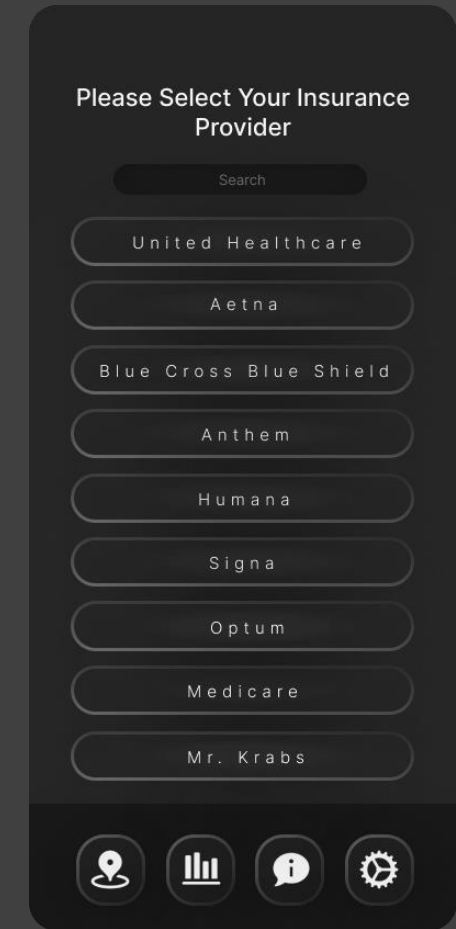 Please Select Your Insurance
Provider
Search
United Healthcare
Aetna
Blue Cross Blue Shield
Anthem
Humana
Signa
Optum
Medicare
Mr. Krabs